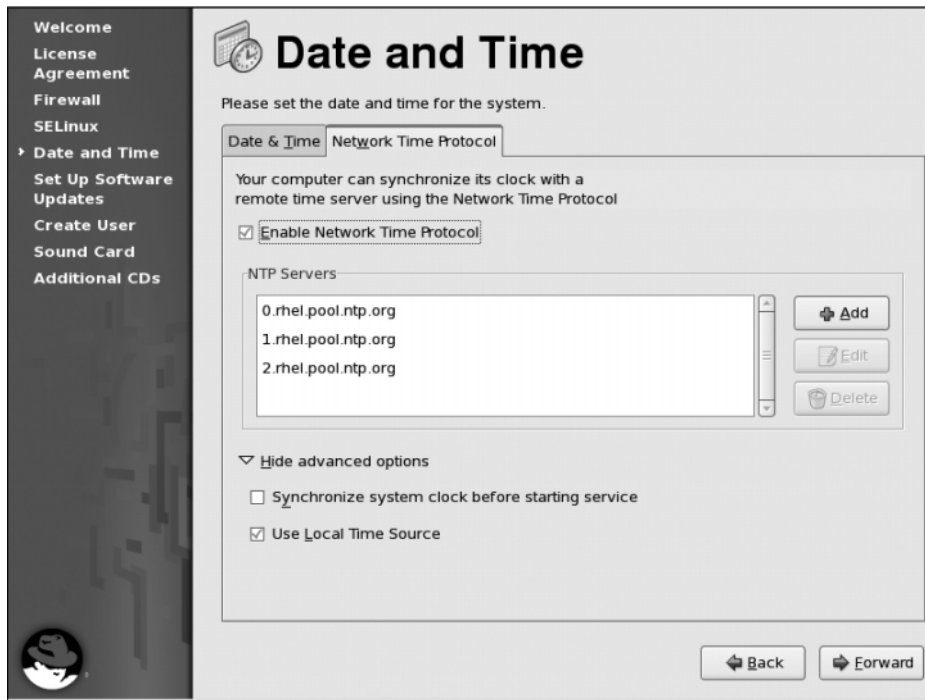 Welcome
License
Agreement
Firewall
SELinux
Date and Time
Set Up Software
Updates
Create User
Sound Card
Additional CDs
Date and Time
Please set the date and time for the system.
Date & Time
Network Time Protocol
Your computer can synchronize its clock with a
remote time server using the Network Time Protocol
Enable Network Time Protocol
NTP Servers
0.rhel.pool.ntp.org
1.rhel.pool.ntp.org
2.rhel.pool.ntp.org
Add
Edit
Delete
Hide advanced options
Synchronize system clock before starting service
Use Local Time Source
Back
Forward